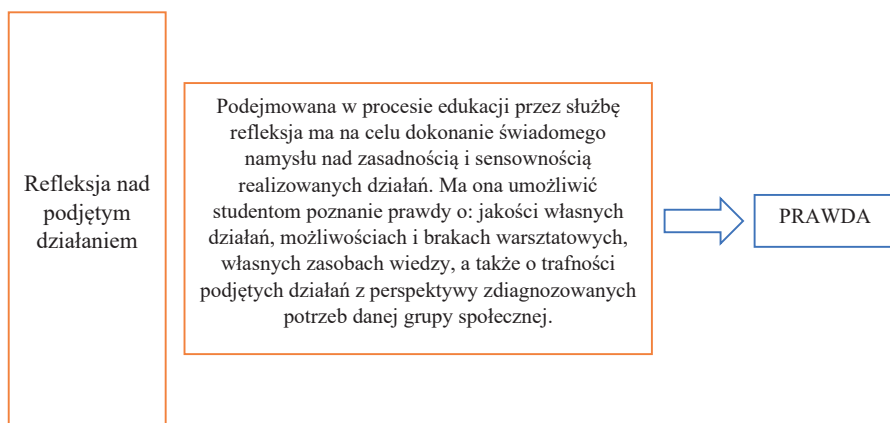 Refleksja nad
podjętym
działaniem
Podejmowana w procesie edukacji przez służbę
refleksja ma na celu dokonanie świadomego
namysłu nad zasadnością i sensownością
realizowanych działań. Ma ona umożliwić
studentom poznanie prawdy o: jakości własnych
działań, możliwościach i brakach warsztatowych,
własnych zasobach wiedzy, a także o trafności
podjętych działań z perspektywy zdiagnozowanych
potrzeb danej grupy społecznej.
PRAWDA